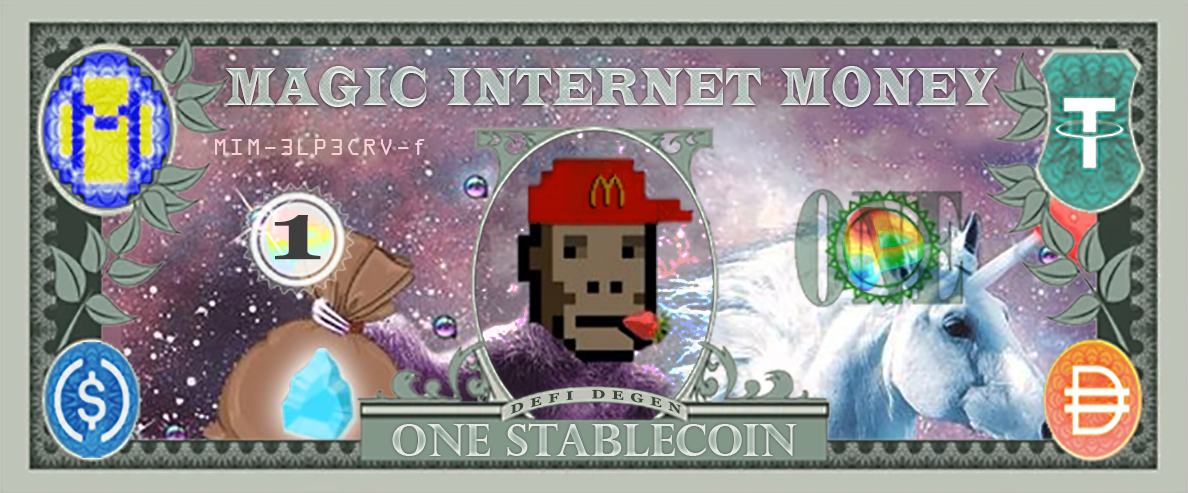 MAGIC INTERNET MONEY
MIM-3LP3CRV-f
1
ONE
DEFI DEGEN
ONE STABLECOIN